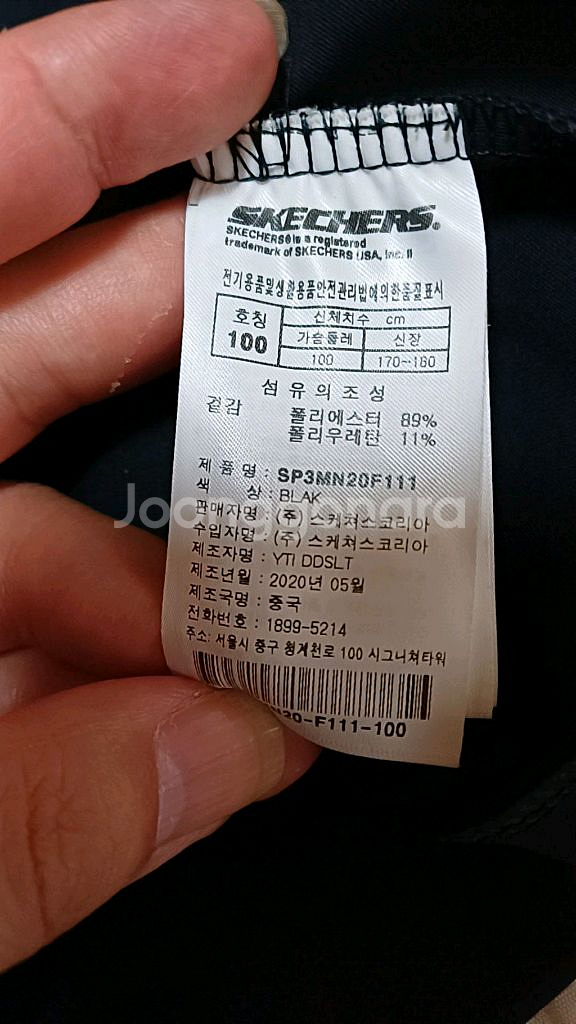 SKECHERS.
SKECHERS® is a registered
trademark of SKECHERS USA, Inc. II
전기용품및생활용품안전관리법에의한품질표시
호칭 신체치수 cm
100 가슴둘레 신장
100 170~180
섬유의조성
겉감 폴리에스터 89%
폴리우레탄 11%
제 품 명 : SP3MN20F111
색 상 : BLAK
판매자명 : (주) 스케쳐스코리아
수입자명 : (주) 스케쳐스코리아
제조자명 : YTI DDSLT
제조년월 : 2020년 05월
제조국명 : 중국
전화번호 : 1899-5214
주소: 서울시 중구 청계천로 100 시그니쳐타워
20-F111-100
Joonggonara